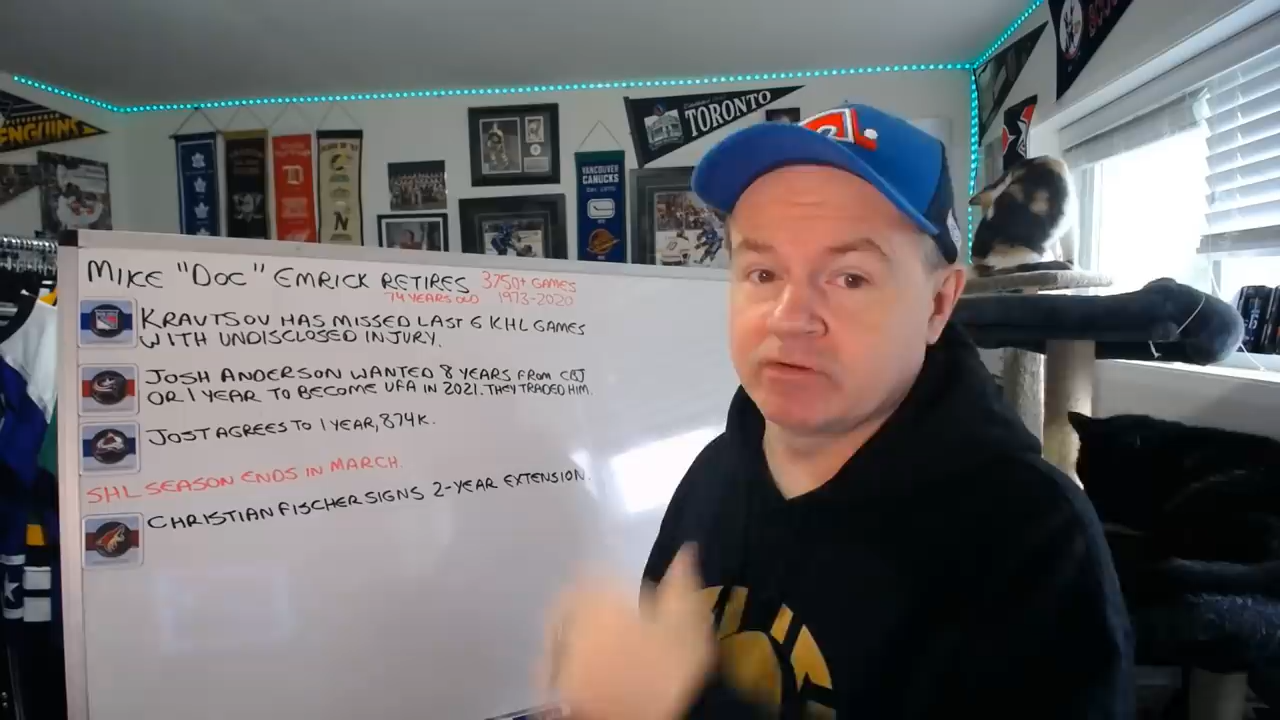 PENGUINS
TORONTO
VANCOUVER
CANUCKS
MIKE "DOC" EMRICK RETIRES 3750+ GAMES
74 YEARS OLD 1973-2020
KRAVTSOV HAS MISSED LAST 6 KHL GAMES
WITH UNDISCLOSED INJURY.
JOSH ANDERSON WANTED 8 YEARS FROM CBJ
OR 1 YEAR TO BECOME UFA IN 2021. THEY TRADED HIM.
JOST AGREES TO 1 YEAR, 874K.
SHL SEASON ENDS IN MARCH.
CHRISTIAN FISCHER SIGNS 2-YEAR EXTENSION.